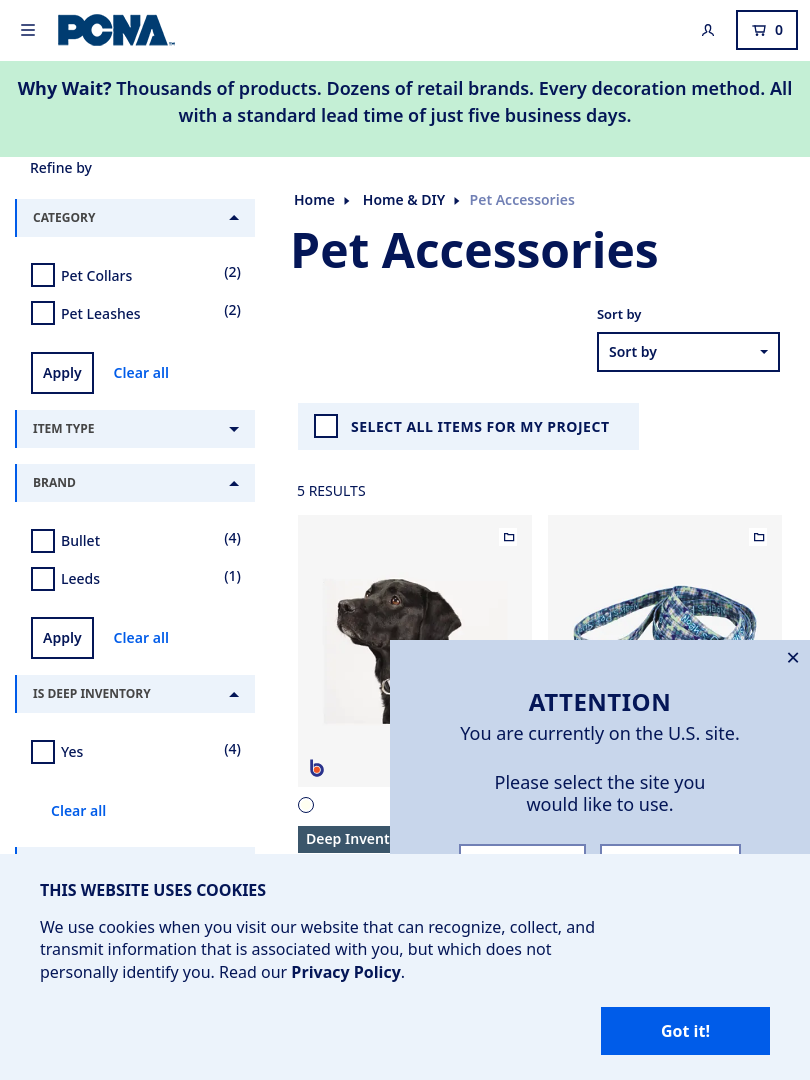 PCNA
0
Why Wait? Thousands of products. Dozens of retail brands. Every decoration method. All
with a standard lead time of just five business days.
Refine by
CATEGORY
Pet Collars (2)
Pet Leashes (2)
Apply Clear all
ITEM TYPE
BRAND
Bullet (4)
Leeds (1)
Apply Clear all
IS DEEP INVENTORY
Yes (4)
Clear all
Home Home & DIY Pet Accessories
Pet Accessories
Sort by
Sort by
SELECT ALL ITEMS FOR MY PROJECT
5 RESULTS
b
Deep Invent
ATTENTION
You are currently on the U.S. site.
Please select the site you
would like to use.
THIS WEBSITE USES COOKIES
We use cookies when you visit our website that can recognize, collect, and
transmit information that is associated with you, but which does not
personally identify you. Read our Privacy Policy.
Got it!